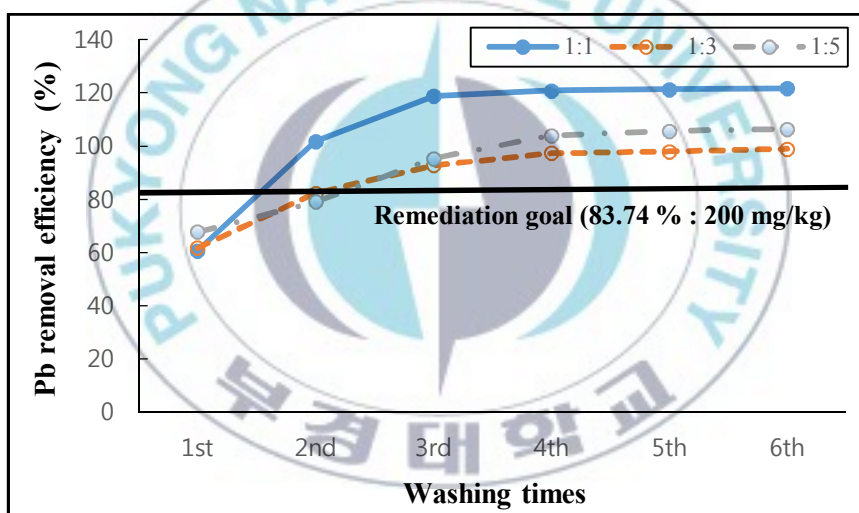 PUKYONG NATIONAL UNIVERSITY
1:1 1:3 1:5
Pb removal efficiency (%)
140
120
100
80
60
40
20
0
Remediation goal (83.74 % : 200 mg/kg)
1st 2nd 3rd 4th 5th 6th
Washing times
부경대학교